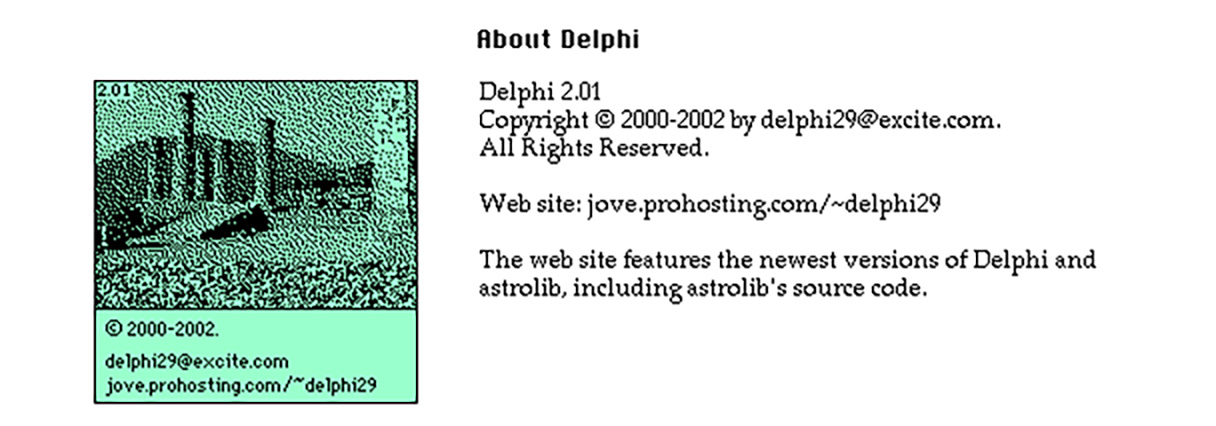 About Delphi
2.01
Delphi 2.01
Copyright © 2000-2002 by delphi29@excite.com.
All Rights Reserved.
Web site: jove.prohosting.com/~delphi29
The web site features the newest versions of Delphi and
astrolib, including astrolib's source code.
© 2000-2002.
delphi29@excite.com
jove.prohosting.com/~delphi29